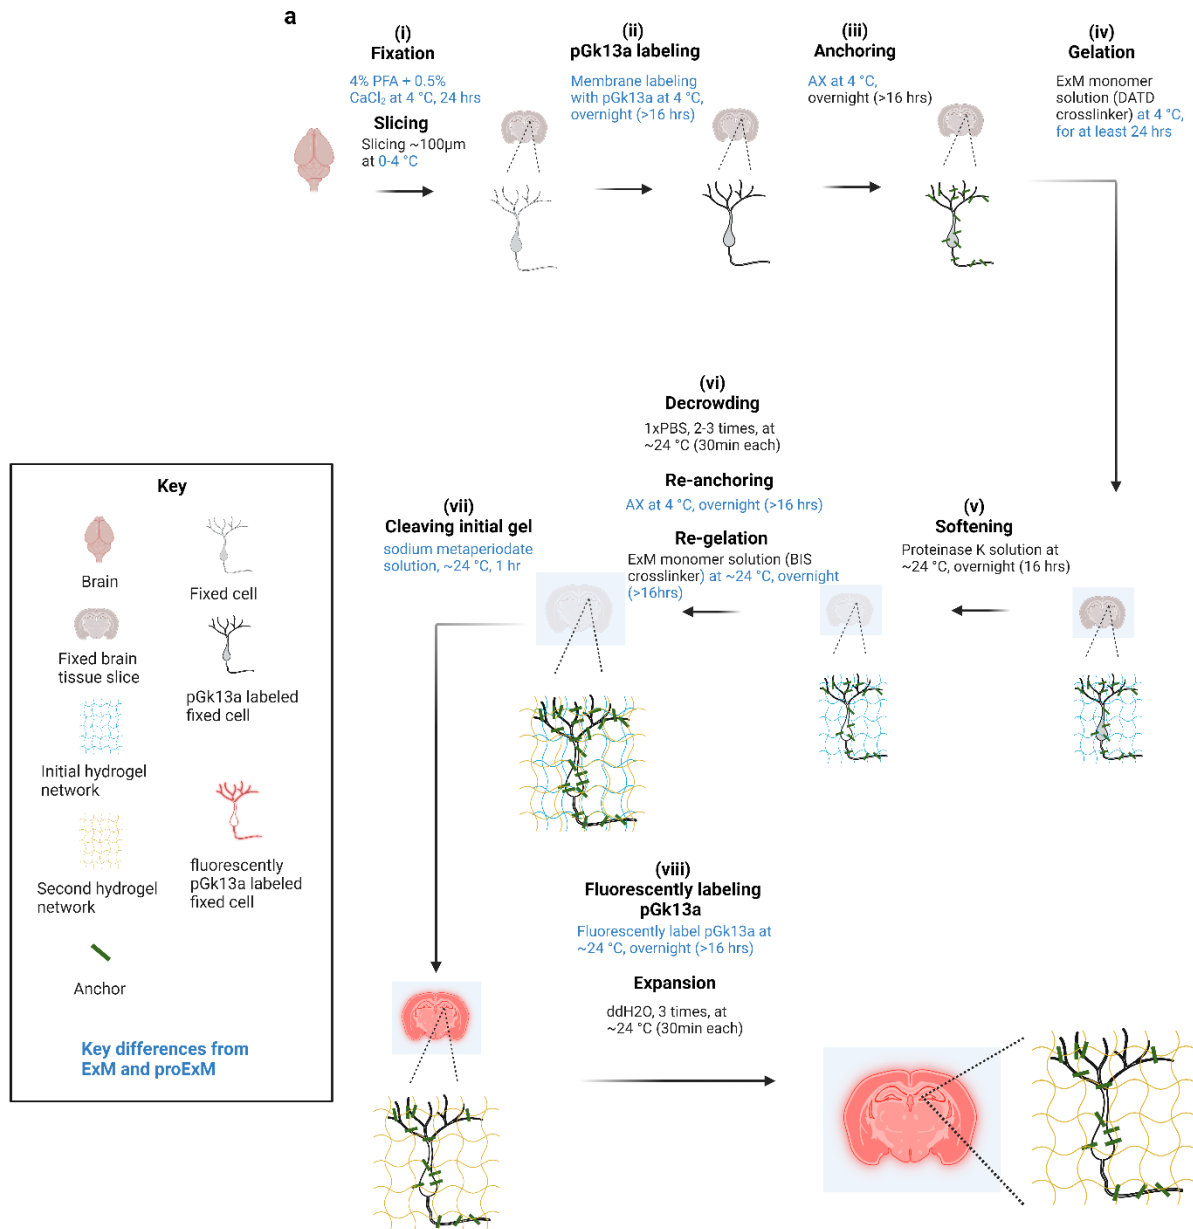 a
(i)
Fixation
4% PFA + 0.5%
CaCl₂ at 4 °C, 24 hrs
Slicing
Slicing ~100μm
at 0-4 °C
(ii)
pGk13a labeling
Membrane labeling
with pGk13a at 4 °C,
overnight (>16 hrs)
(iii)
Anchoring
AX at 4 °C,
overnight (>16 hrs)
(iv)
Gelation
ExM monomer
solution (DATD
crosslinker) at 4 °C,
for at least 24 hrs
(v)
Softening
Proteinase K solution at
~24 °C, overnight (16 hrs)
(vi)
Decrowding
1xPBS, 2-3 times, at
~24 °C (30min each)
Re-anchoring
AX at 4 °C, overnight (>16 hrs)
Re-gelation
ExM monomer solution (BIS
crosslinker) at ~24 °C, overnight
(>16hrs)
(vii)
Cleaving initial gel
sodium metaperiodate
solution, ~24 °C, 1 hr
(viii)
Fluorescently labeling
pGk13a
Fluorescently label pGk13a at
~24 °C, overnight (>16 hrs)
Expansion
ddH2O, 3 times, at
~24 °C (30min each)
Key
Brain
Fixed cell
Fixed brain
tissue slice
pGk13a labeled
fixed cell
Initial hydrogel
network
fluorescently
pGk13a labeled
fixed cell
Second hydrogel
network
Anchor
Key differences from
ExM and proExM